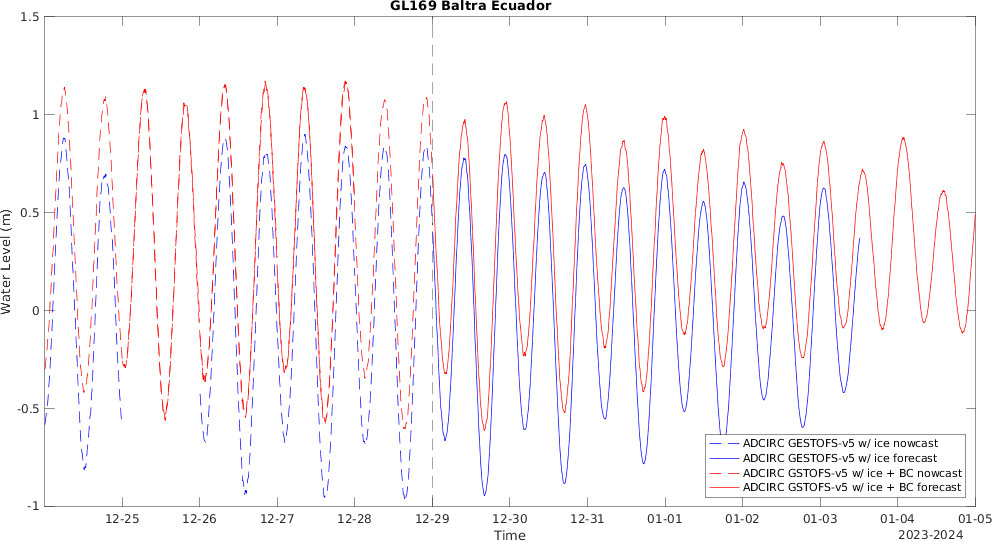 GL169 Baltra Ecuador
1.5
1
0.5
0
-0.5
-1
Water Level (m)
12-25 12-26 12-27 12-28 12-29 12-30 12-31 01-01 01-02 01-03 01-04 01-05
Time
2023-2024
ADCIRC GESTOFS-v5 w/ ice nowcast
ADCIRC GESTOFS-v5 w/ ice forecast
ADCIRC GSTOFS-v5 w/ ice + BC nowcast
ADCIRC GSTOFS-v5 w/ ice + BC forecast